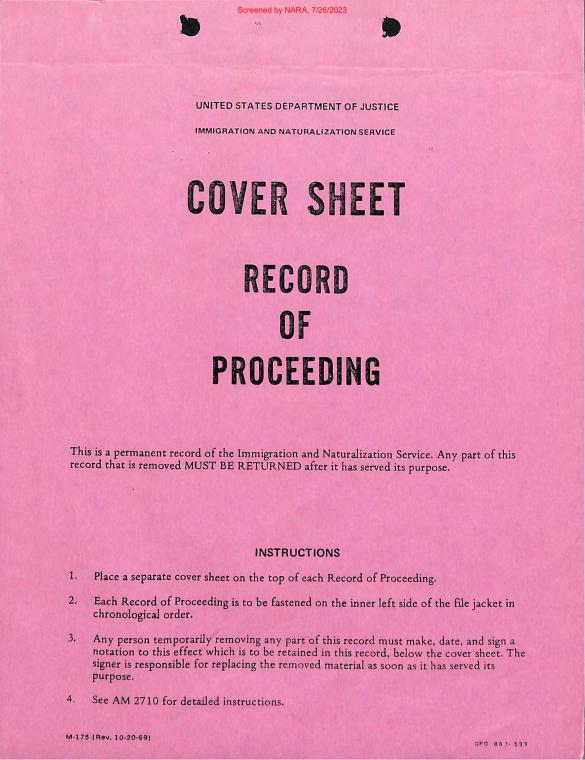 Screened by NARA, 7/26/2023
UNITED STATES DEPARTMENT OF JUSTICE
IMMIGRATION AND NATURALIZATION SERVICE
COVER SHEET
RECORD
OF
PROCEEDING
This is a permanent record of the Immigration and Naturalization Service. Any part of this
record that is removed MUST BE RETURNED after it has served its purpose.
INSTRUCTIONS
1. Place a separate cover sheet on the top of each Record of Proceeding.
2. Each Record of Proceeding is to be fastened on the inner left side of the file jacket in
chronological order.
3. Any person temporarily removing any part of this record must make, date, and sign a
notation to this effect which is to be retained in this record, below the cover sheet. The
signer is responsible for replacing the removed material as soon as it has served its
purpose.
4. See AM 2710 for detailed instructions.
M-175 (Rev. 10-20-69)
GPO